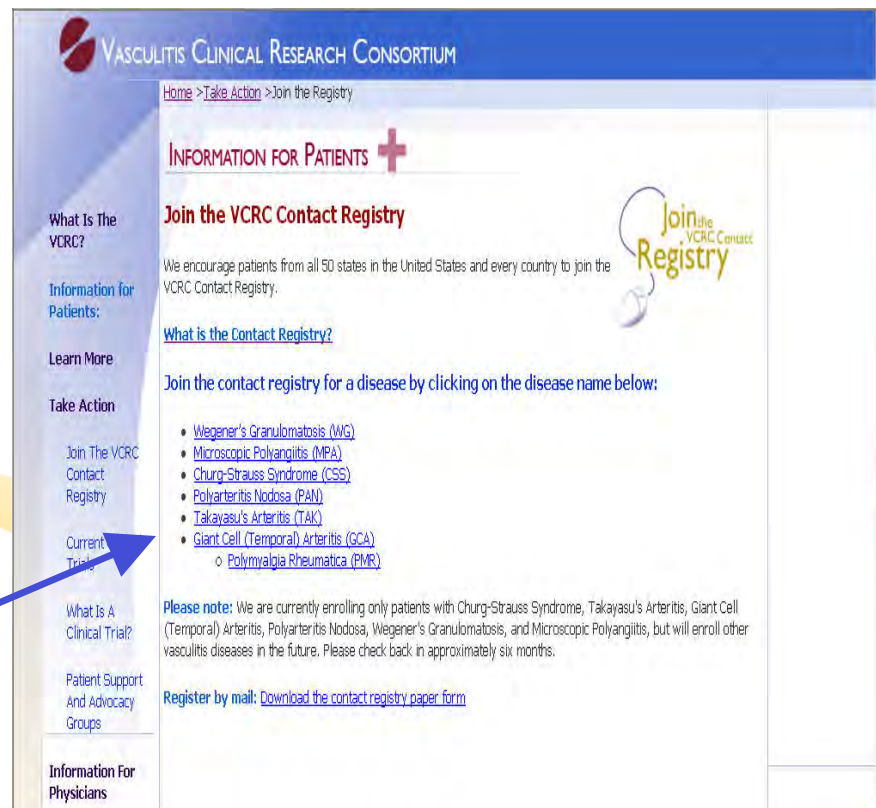 VASCULITIS CLINICAL RESEARCH CONSORTIUM
Home >Take Action >Join the Registry
INFORMATION FOR PATIENTS
What Is The
VCRC?
Information for
Patients:
Learn More
Take Action
Join The VCRC
Contact
Registry
Current
Trials
What Is A
Clinical Trial?
Patient Support
And Advocacy
Groups
Information For
Physicians
Join the VCRC Contact Registry
Join the
VCRC Contact
Registry
We encourage patients from all 50 states in the United States and every country to join the
VCRC Contact Registry.
What is the Contact Registry?
Join the contact registry for a disease by clicking on the disease name below:
Wegener's Granulomatosis (WG)
Microscopic Polyangiitis (MPA)
Churg-Strauss Syndrome (CSS)
Polyarteritis Nodosa (PAN)
Takayasu's Arteritis (TAK)
Giant Cell (Temporal) Arteritis (GCA)
Polymyalgia Rheumatica (PMR)
Please note: We are currently enrolling only patients with Churg-Strauss Syndrome, Takayasu's Arteritis, Giant Cell
(Temporal) Arteritis, Polyarteritis Nodosa, Wegener's Granulomatosis, and Microscopic Polyangiitis, but will enroll other
vasculitis diseases in the future. Please check back in approximately six months.
Register by mail: Download the contact registry paper form